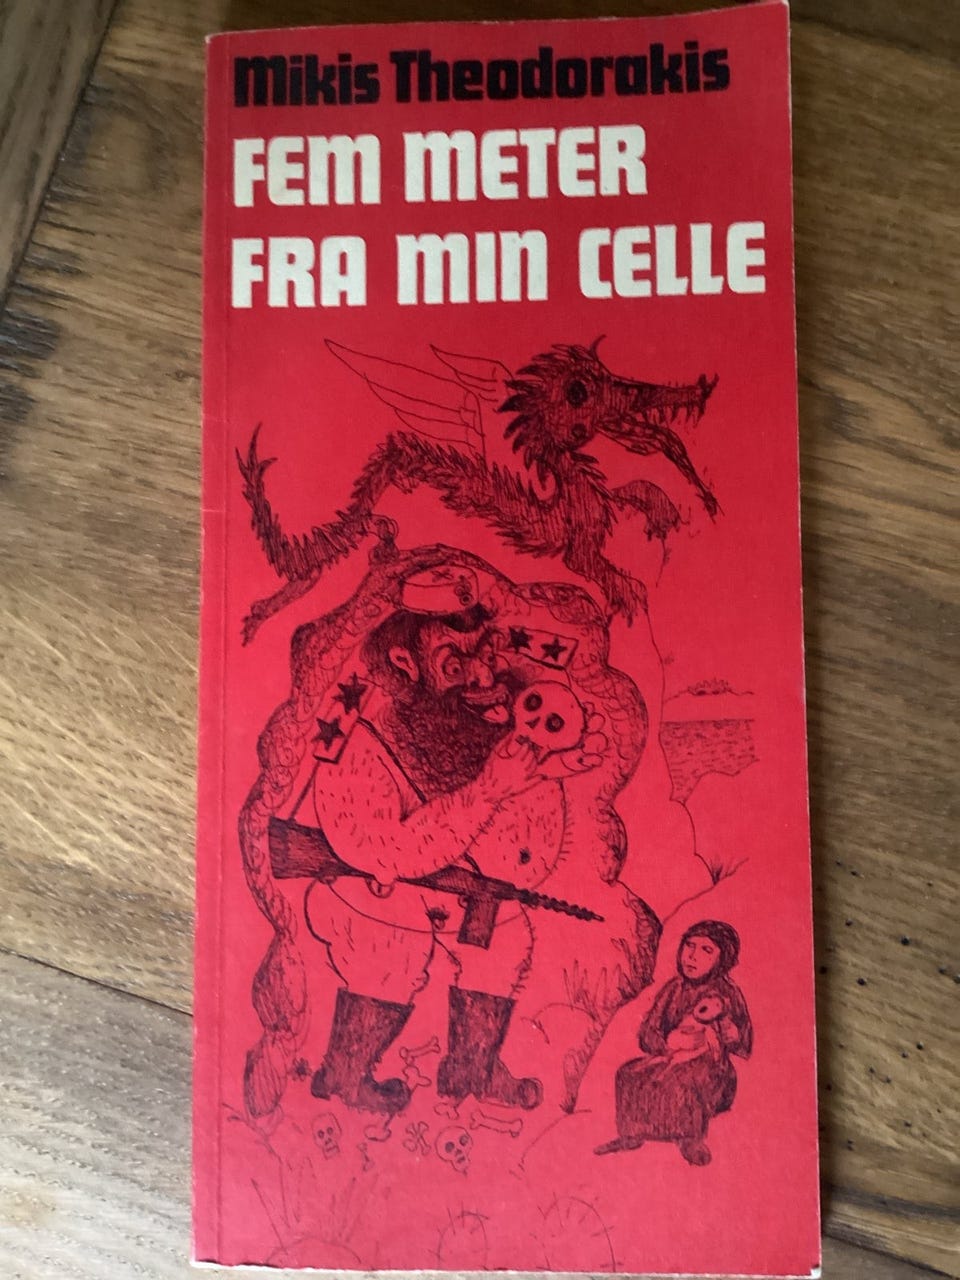 Mikis Theodorakis
FEM METER
FRA MIN CELLE